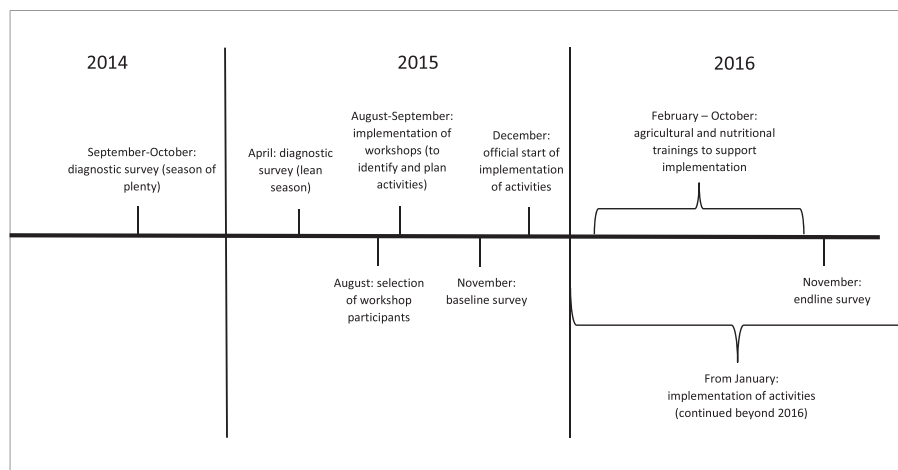 2014
2015
2016
September-October:
diagnostic survey (season of
plenty)
April: diagnostic
survey (lean
season)
August-September:
implementation of
workshops (to
identify and plan
activities)
December:
official start of
implementation
of activities
February – October:
agricultural and nutritional
trainings to support
implementation
August: selection
of workshop
participants
November:
baseline survey
November:
endline survey
From January:
implementation of activities
(continued beyond 2016)